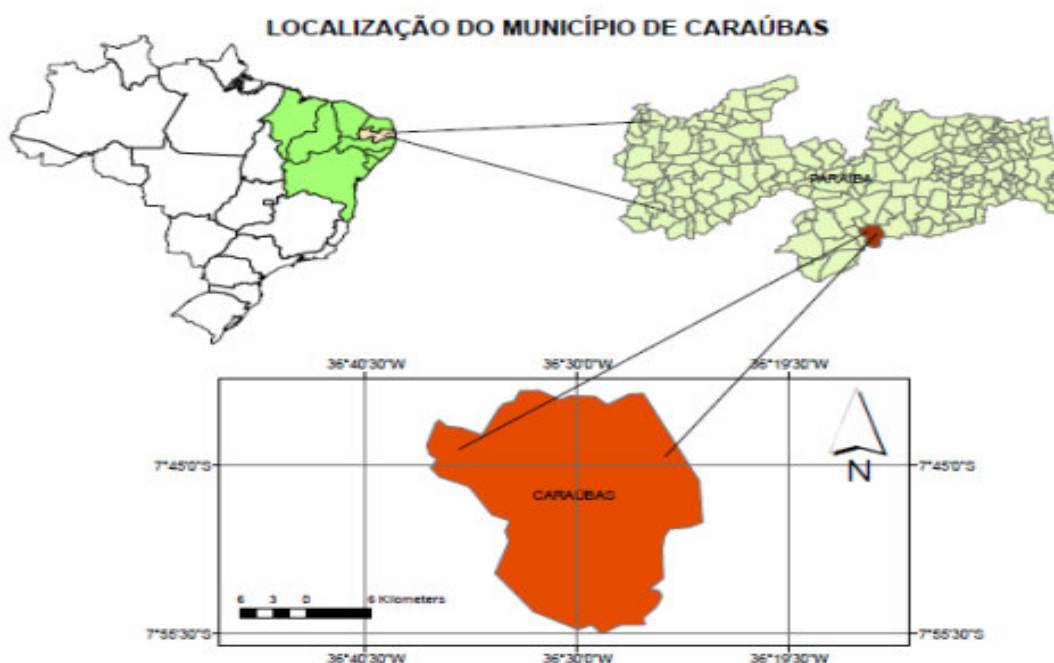 LOCALIZAÇÃO DO MUNICÍPIO DE CARAÚBAS
PARAÍBA
36°40'30"W 36°30'0"W 36°19'30"W
7°45'0"S 7°45'0"S
N
CARAÚBAS
6 3 0 6 Kilometers
7°55'30"S 7°55'30"S
36°40'30"W 36°30'0"W 36°19'30"W